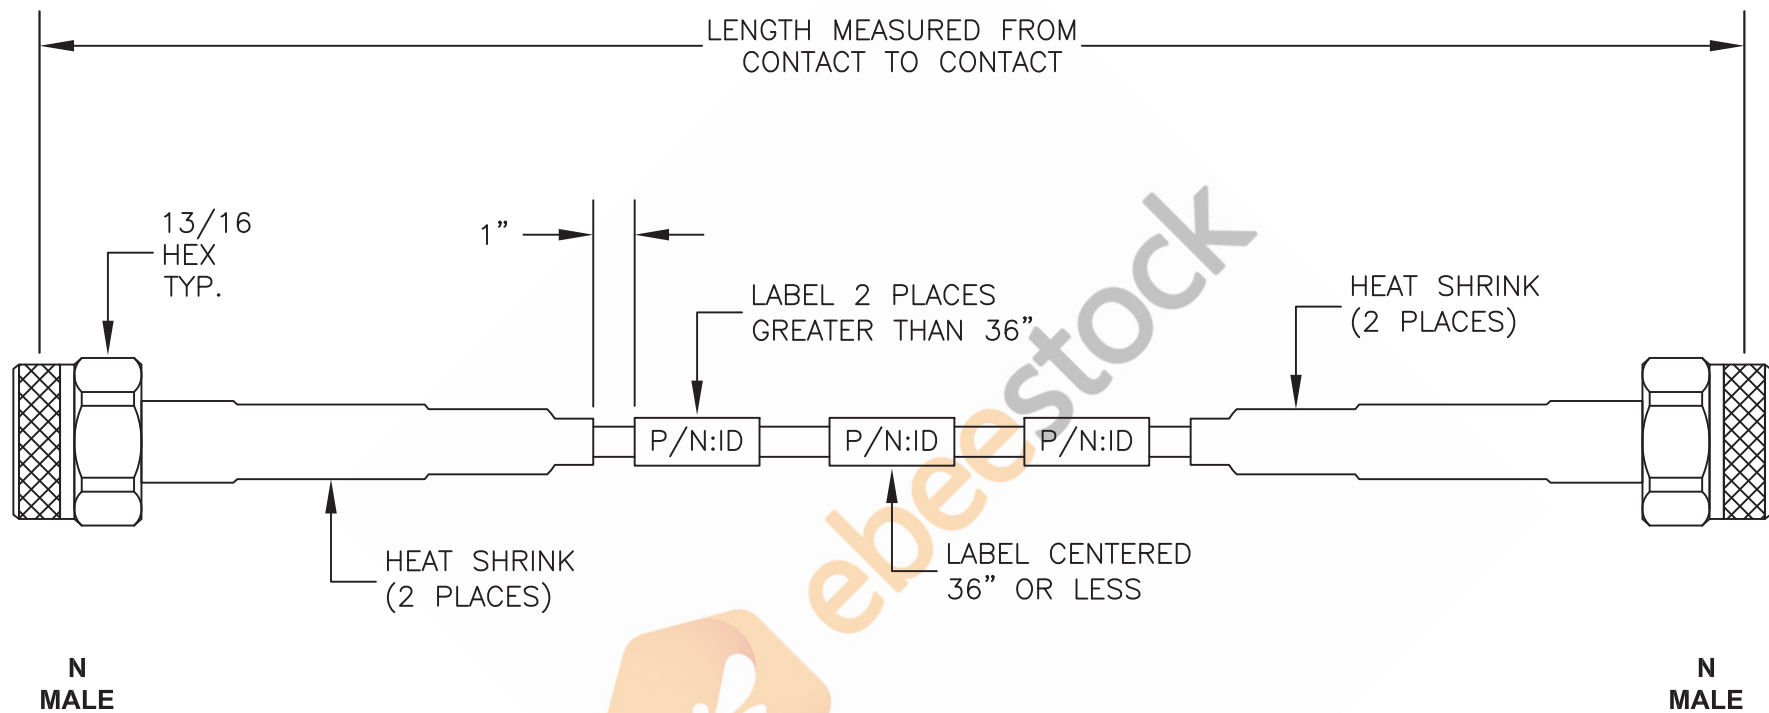 LENGTH MEASURED FROM
CONTACT TO CONTACT
13/16
HEX
TYP.
1”
LABEL 2 PLACES
GREATER THAN 36”
HEAT SHRINK
(2 PLACES)
P/N:ID
P/N:ID
P/N:ID
HEAT SHRINK
(2 PLACES)
LABEL CENTERED
36” OR LESS
ebeestock
N
MALE
N
MALE